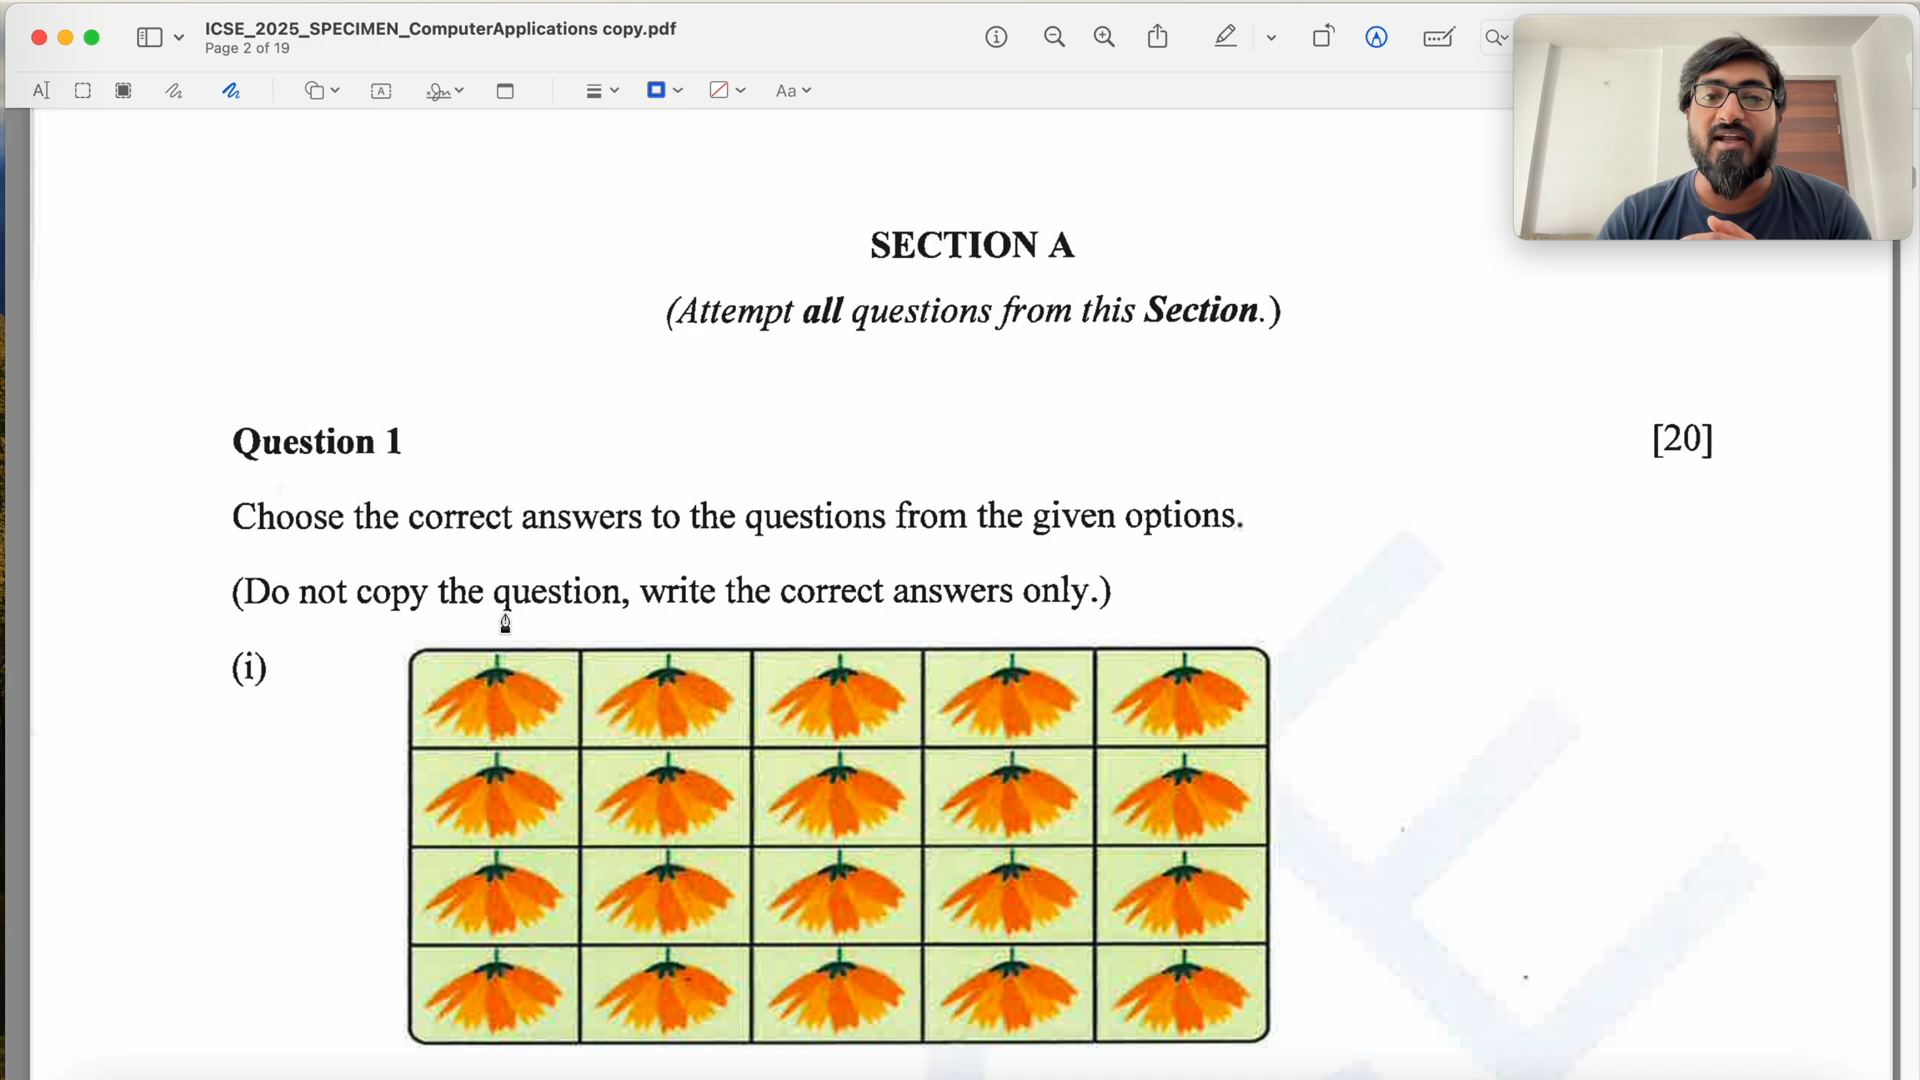 ICSE_2025_SPECIMEN_ComputerApplications copy.pdf
Page 2 of 19
Aa
SECTION A
(Attempt all questions from this Section.)
Question 1 [20]
Choose the correct answers to the questions from the given options.
(Do not copy the question, write the correct answers only.)
(i)